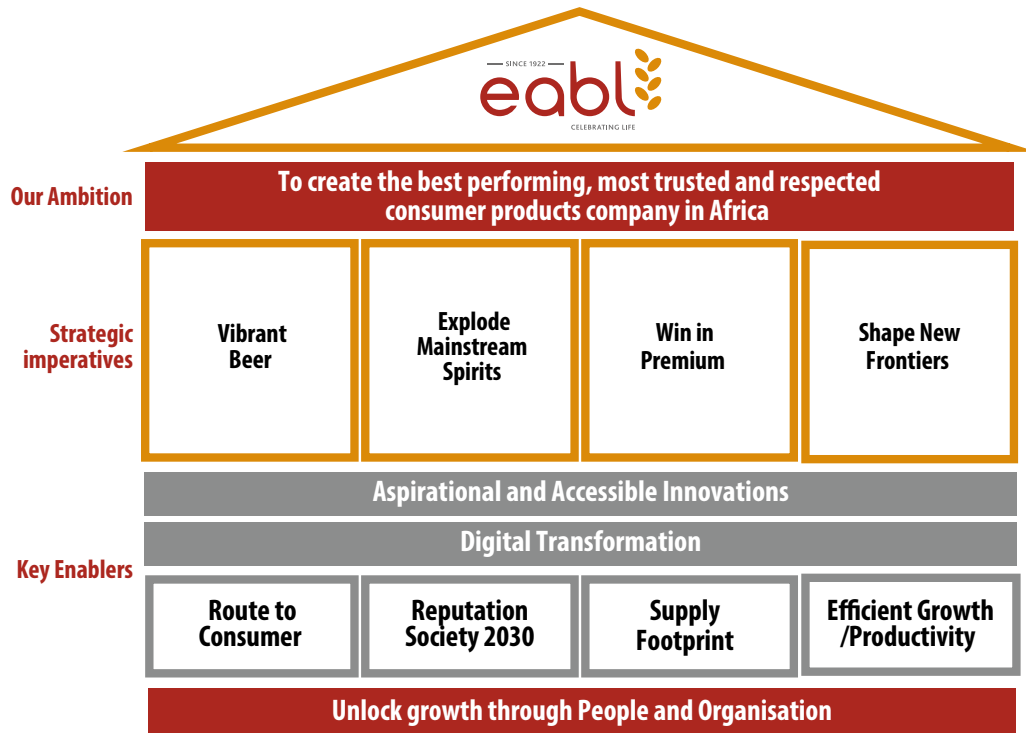 SINCE 1922
eabl
CELEBRATING LIFE
Our Ambition
To create the best performing, most trusted and respected
consumer products company in Africa
Strategic
imperatives
Vibrant
Beer
Explode
Mainstream
Spirits
Win in
Premium
Shape New
Frontiers
Aspirational and Accessible Innovations
Digital Transformation
Key Enablers
Route to
Consumer
Reputation
Society 2030
Supply
Footprint
Efficient Growth
/Productivity
Unlock growth through People and Organisation